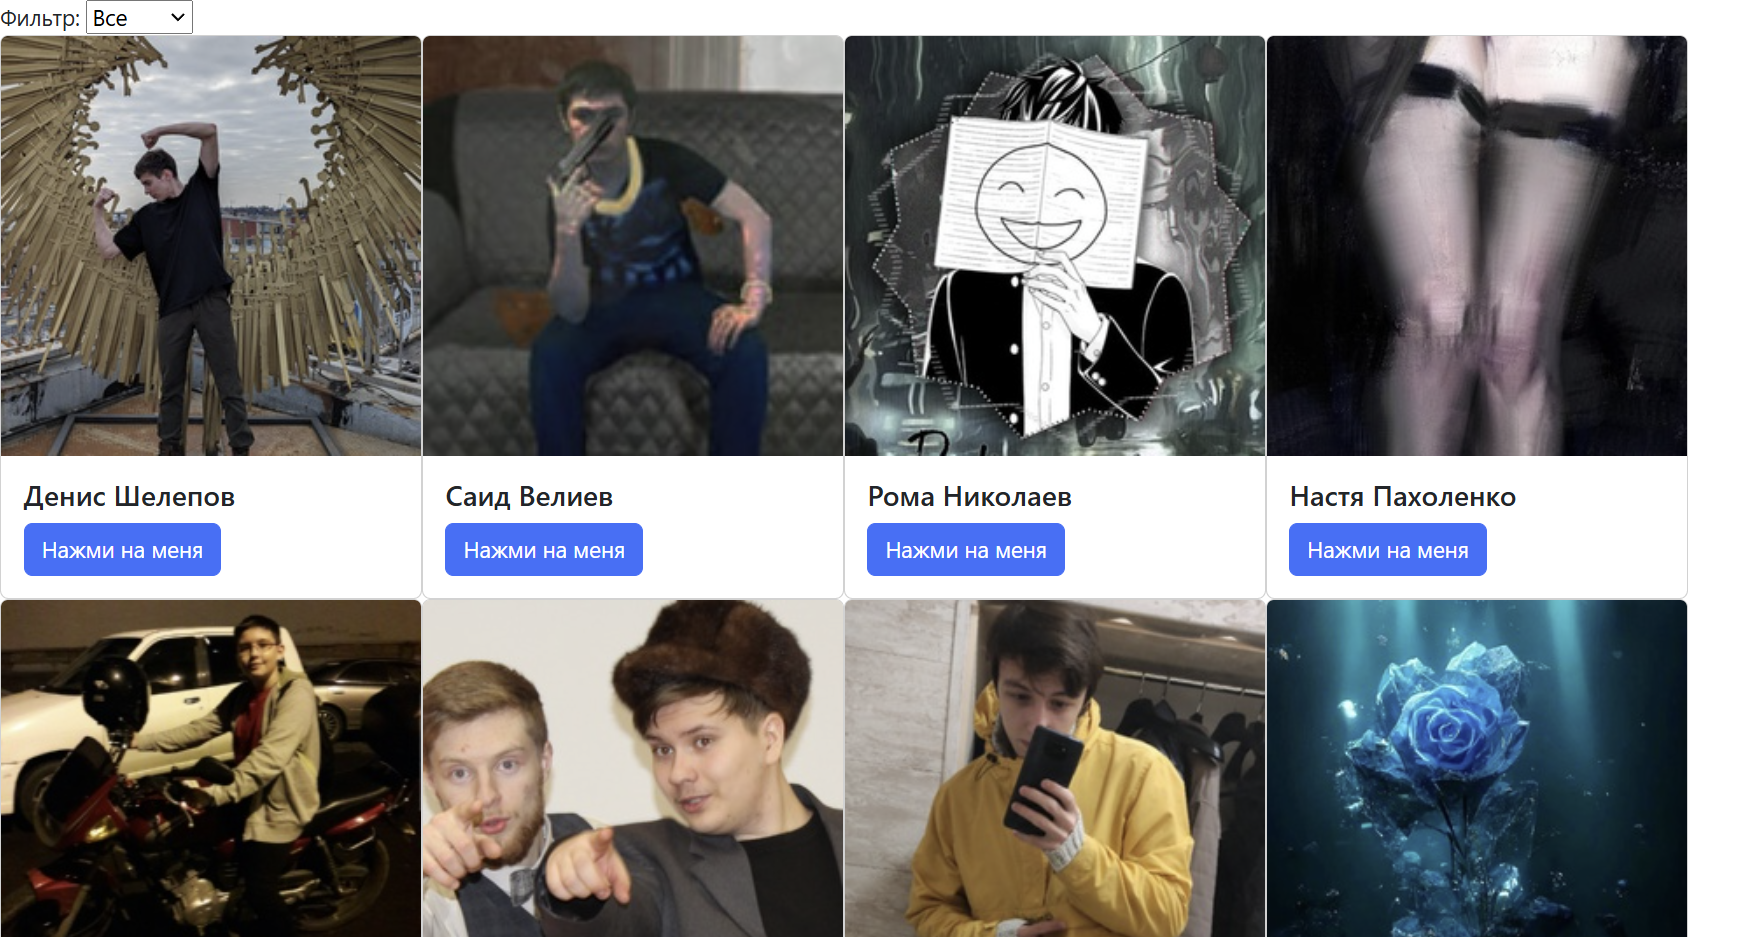 Фильтр: Все
Денис Шелепов
Саид Велиев
Рома Николаев
Настя Пахоленко
Нажми на меня
Нажми на меня
Нажми на меня
Нажми на меня